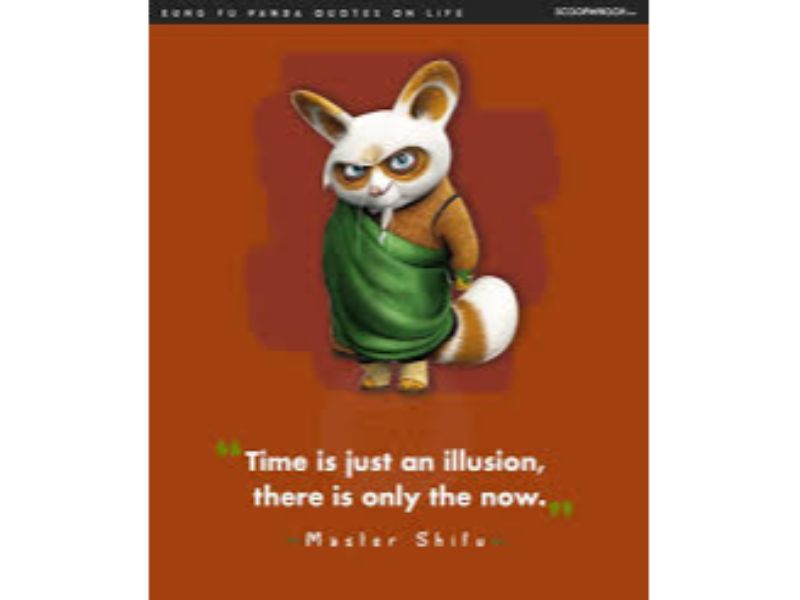 KUNG FU PANDA QUOTES ON LIFE
SCOOPWHOOP
“Time is just an illusion,
there is only the now.”
-Master Shifu-